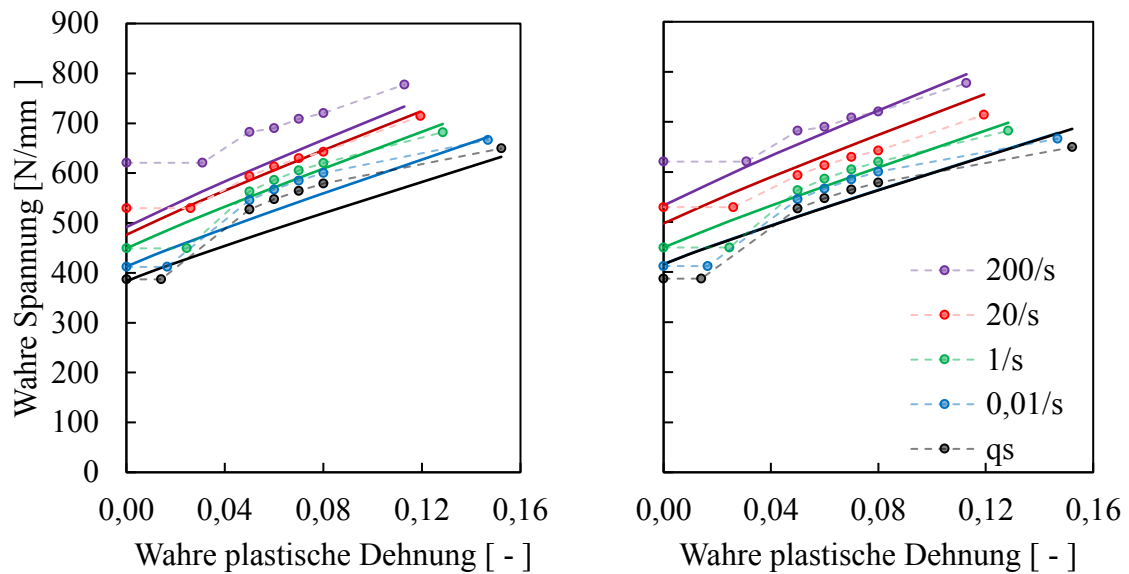 900
800
700
600
500
400
300
200
100
0
Wahre Spannung [N/mm ]
0,00 0,04 0,08 0,12 0,16
Wahre plastische Dehnung [ - ]
200/s
20/s
1/s
0,01/s
qs
0,00 0,04 0,08 0,12 0,16
Wahre plastische Dehnung [ - ]